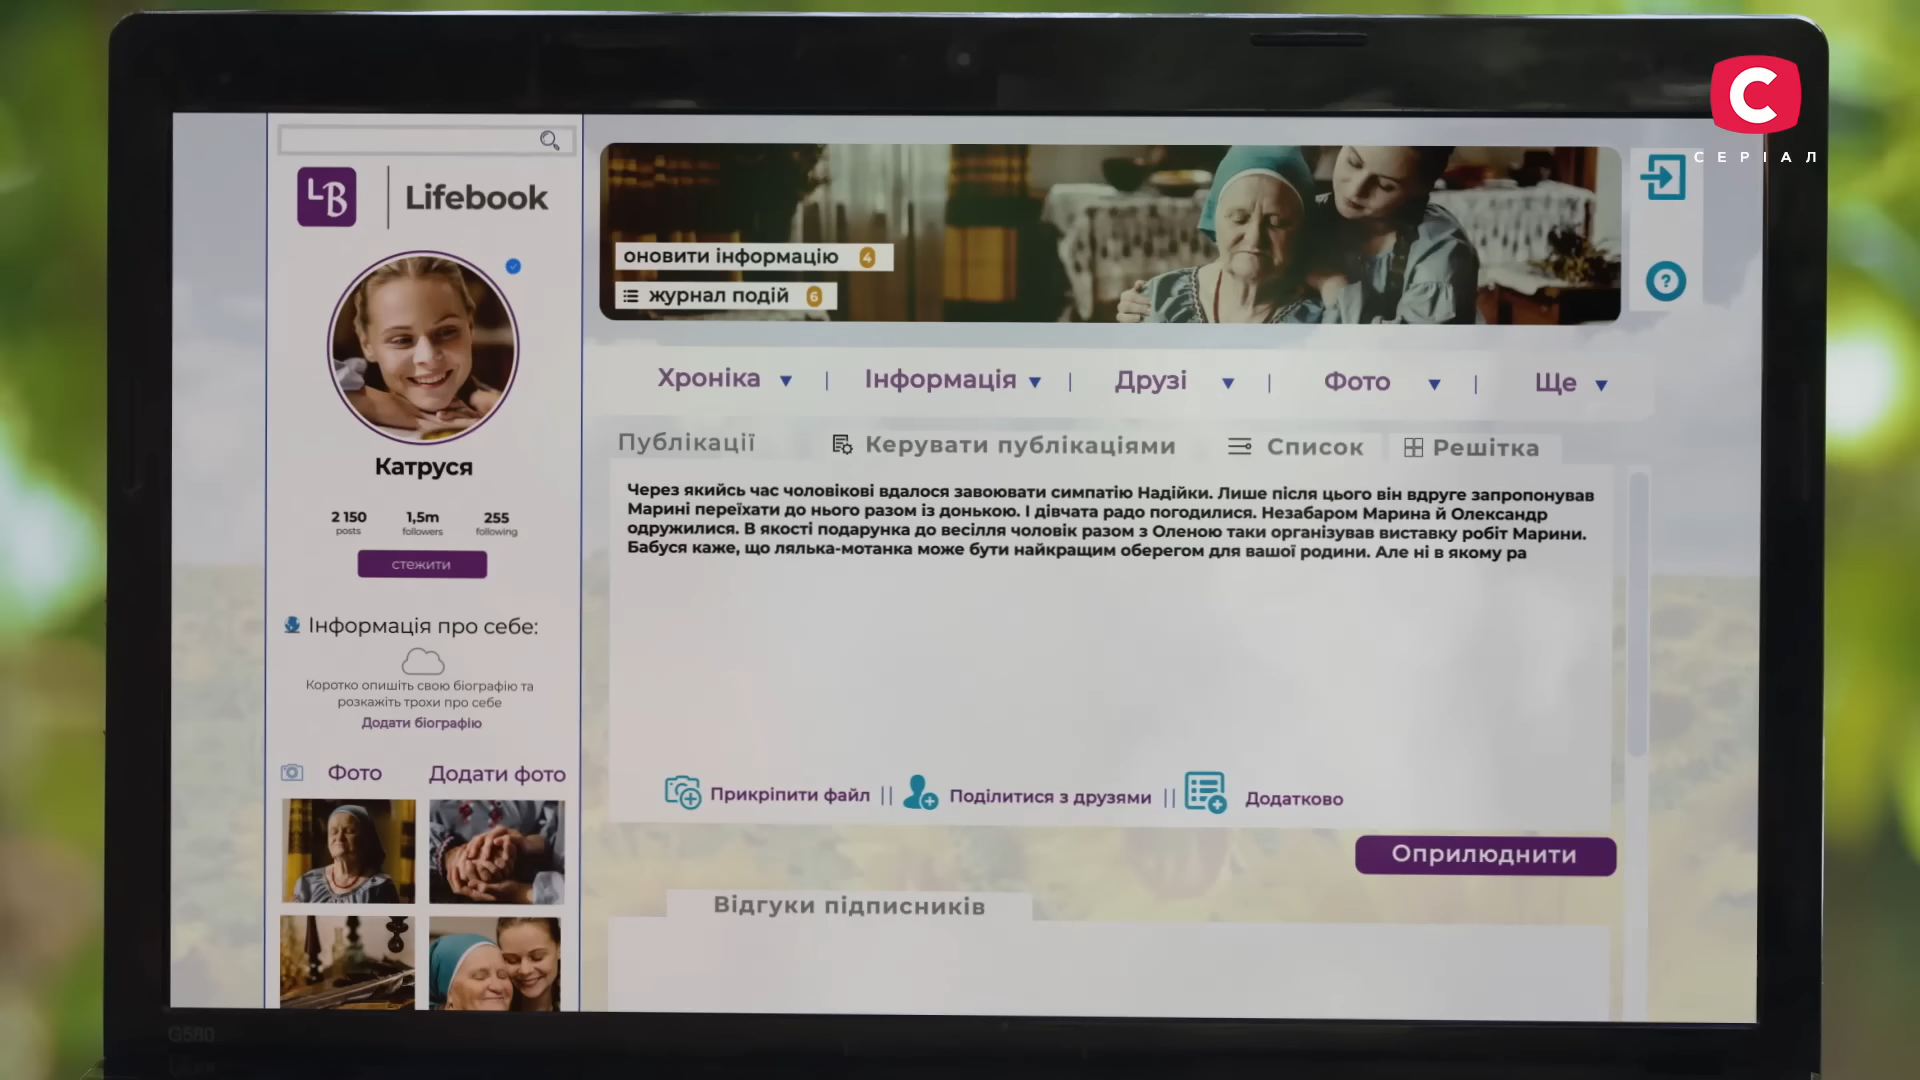 C
СЕРІАЛ
LB
Lifebook
Катруся
2 150
1,5m
255
posts
followers
following
стежити
Інформація про себе:
Коротко опишіть свою біографію та
розкажіть трохи про себе
Додати біографію
Фото
Додати фото
оновити інформацію 4
журнал подій 6
?
Хроніка
Інформація
Друзі
Фото
Ще
Публікації
Керувати публікаціями
Список
Решітка
Через якийсь час чоловікові вдалося завоювати симпатію Надійки. Лише після цього він вдруге запропонував
Марині переїхати до нього разом із донькою. І дівчата радо погодилися. Незабаром Марина й Олександр
одружилися. В якості подарунка до весілля чоловік разом з Оленою таки організував виставку робіт Марини.
Бабуся каже, що лялька-мотанка може бути найкращим оберегом для вашої родини. Але ні в якому ра
Прикріпити файл || Поділитися з друзями || Додатково
Оприлюднити
Відгуки підписників
G580